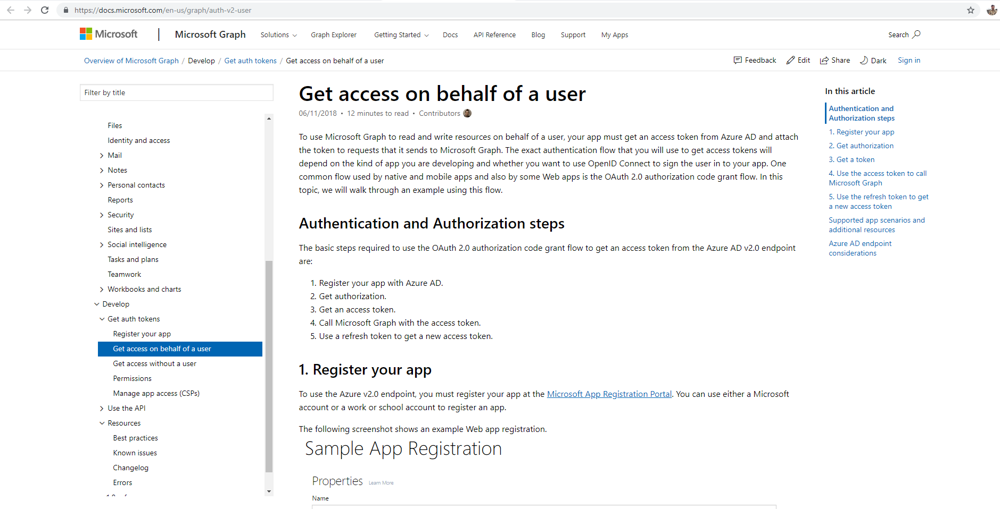 https://docs.microsoft.com/en-us/graph/auth-v2-user
Microsoft
Microsoft Graph
Solutions
Graph Explorer
Getting Started
Docs
API Reference
Blog
Support
My Apps
Search
Overview of Microsoft Graph / Develop / Get auth tokens / Get access on behalf of a user
Feedback
Edit
Share
Dark
Sign in
Filter by title
Files
Identity and access
Mail
Notes
Personal contacts
Reports
Security
Sites and lists
Social intelligence
Tasks and plans
Teamwork
Workbooks and charts
Develop
Get auth tokens
Register your app
Get access on behalf of a user
Get access without a user
Permissions
Manage app access (CSPs)
Use the API
Resources
Best practices
Known issues
Changelog
Errors
Get access on behalf of a user
06/11/2018 • 12 minutes to read • Contributors
To use Microsoft Graph to read and write resources on behalf of a user, your app must get an access token from Azure AD and attach
the token to requests that it sends to Microsoft Graph. The exact authentication flow that you will use to get access tokens will
depend on the kind of app you are developing and whether you want to use OpenID Connect to sign the user in to your app. One
common flow used by native and mobile apps and also by some Web apps is the OAuth 2.0 authorization code grant flow. In this
topic, we will walk through an example using this flow.
Authentication and Authorization steps
The basic steps required to use the OAuth 2.0 authorization code grant flow to get an access token from the Azure AD v2.0 endpoint
are:
1. Register your app with Azure AD.
2. Get authorization.
3. Get an access token.
4. Call Microsoft Graph with the access token.
5. Use a refresh token to get a new access token.
1. Register your app
To use the Azure v2.0 endpoint, you must register your app at the Microsoft App Registration Portal. You can use either a Microsoft
account or a work or school account to register an app.
The following screenshot shows an example Web app registration.
Sample App Registration
Properties Learn More
Name
In this article
Authentication and
Authorization steps
1. Register your app
2. Get authorization
3. Get a token
4. Use the access token to call
Microsoft Graph
5. Use the refresh token to get
a new access token
Supported app scenarios and
additional resources
Azure AD endpoint
considerations